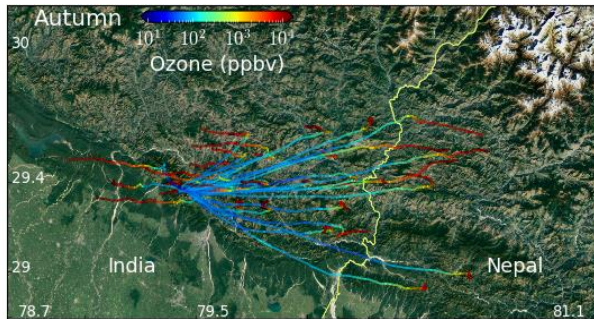 Autumn
10¹ 10² 10³ 10⁴
Ozone (ppbv)
30
29.4
29
India
Nepal
78.7 79.5 81.1